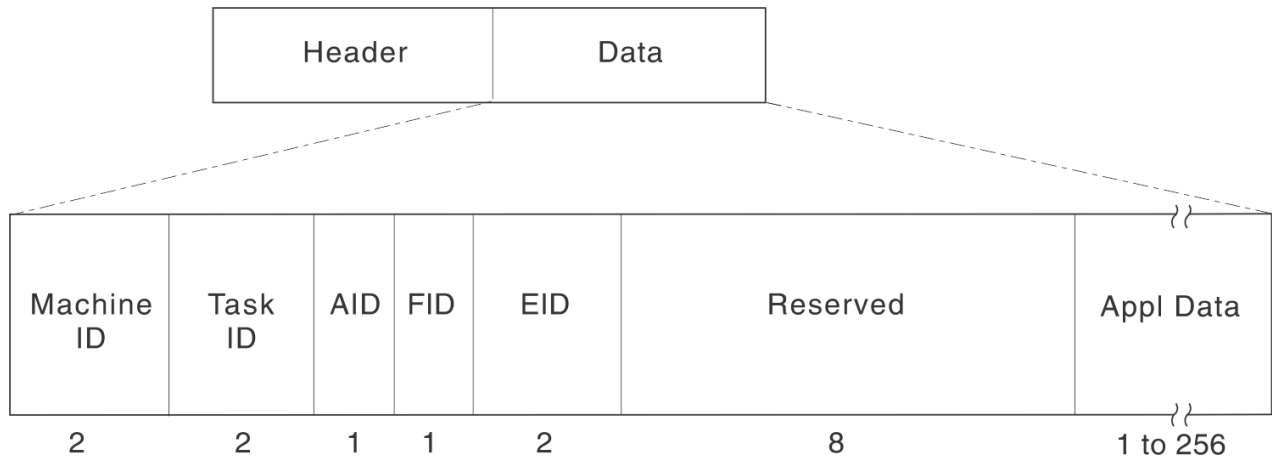 Header Data
Machine ID Task ID AID FID EID Reserved Appl Data
2 2 1 1 2 8 1 to 256